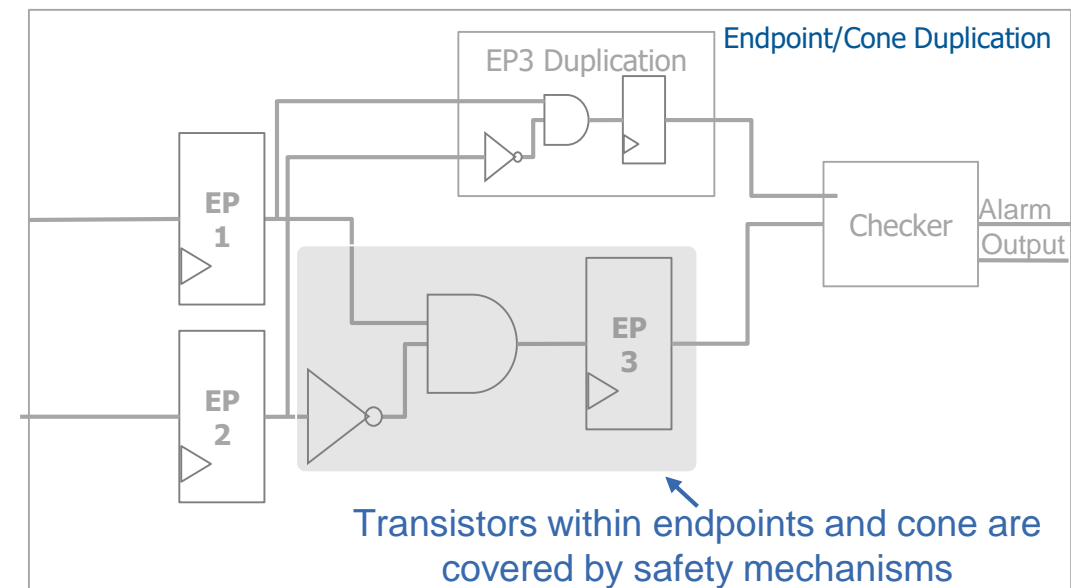 Endpoint/Cone Duplication
EP3 Duplication
EP
1
Checker
Alarm
Output
EP
3
EP
2
Transistors within endpoints and cone are
covered by safety mechanisms